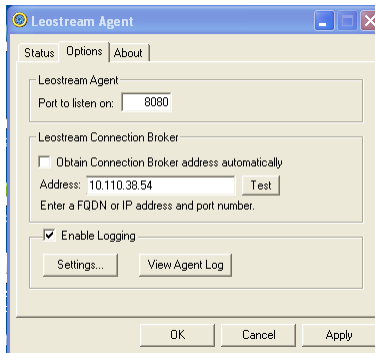 Leostream Agent
Status Options About
Leostream Agent
Port to listen on: 8080
Leostream Connection Broker
Obtain Connection Broker address automatically
Address: 10.110.38.54 Test
Enter a FQDN or IP address and port number.
Enable Logging
Settings... View Agent Log
OK Cancel Apply